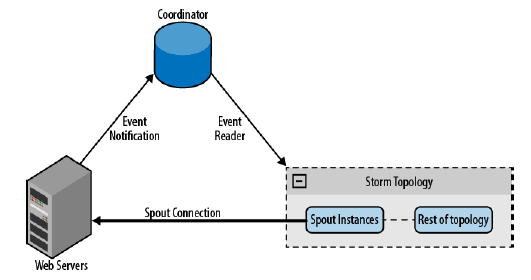 Coordinator
Event
Notification
Event
Reader
Storm Topology
Spout Connection
Spout Instances
Rest of topology
Web Servers